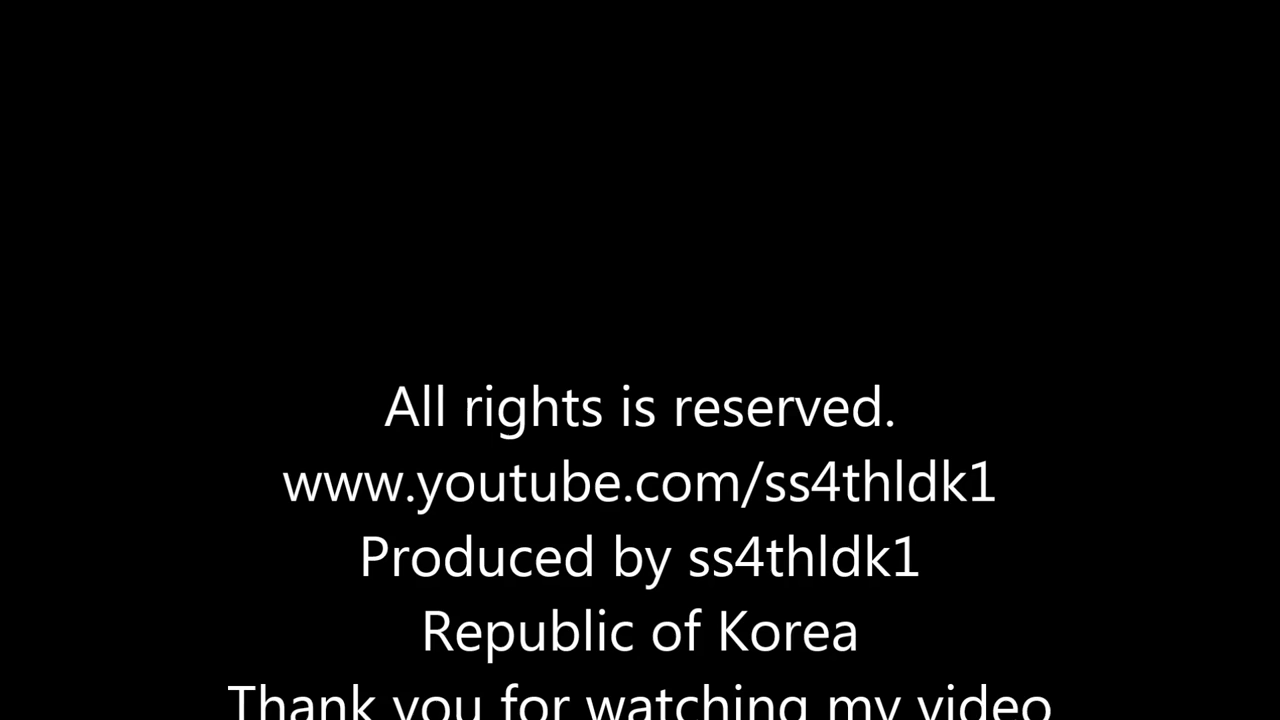 All rights is reserved.
www.youtube.com/ss4thldk1
Produced by ss4thldk1
Republic of Korea
Thank you for watching my video